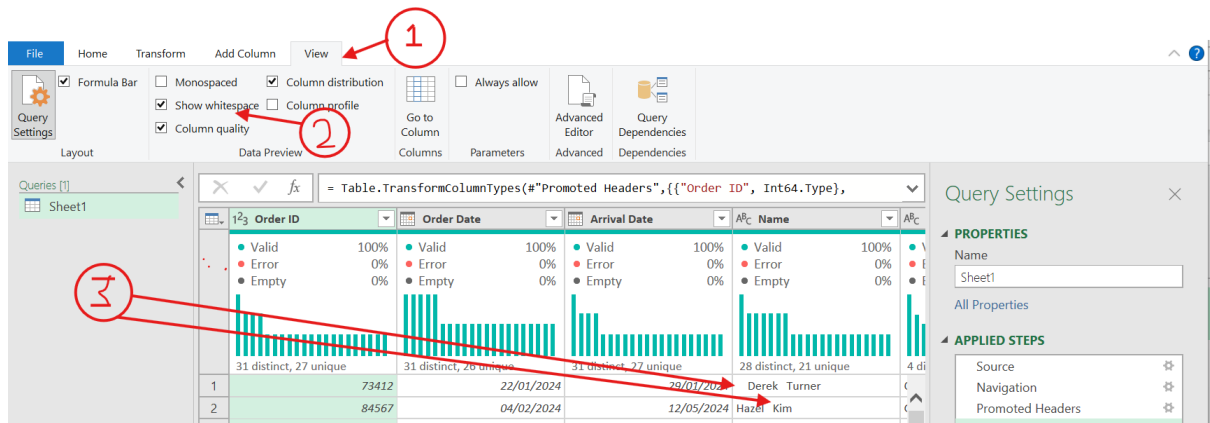 1
File Home Transform Add Column View
Formula Bar Monospaced Column distribution Always allow
Show whitespace Column profile
Query Settings Column quality Go to Column Advanced Editor Query Dependencies
2
Layout Data Preview Columns Parameters Advanced Dependencies
Queries [1]
Sheet1
fx = Table.TransformColumnTypes(#"Promoted Headers",{{"Order ID", Int64.Type},
Query Settings
1²3 Order ID Order Date Arrival Date ABC Name ABC
Valid 100% Valid 100% Valid 100% Valid 100%
Error 0% Error 0% Error 0% Error 0%
Empty 0% Empty 0% Empty 0% Empty 0%
3
31 distinct, 27 unique 31 distinct, 26 unique 31 distinct, 27 unique 28 distinct, 21 unique 4 di
1 73412 22/01/2024 29/01/2024 Derek Turner
2 84567 04/02/2024 12/05/2024 Hazel Kim
PROPERTIES
Name
Sheet1
All Properties
APPLIED STEPS
Source
Navigation
Promoted Headers